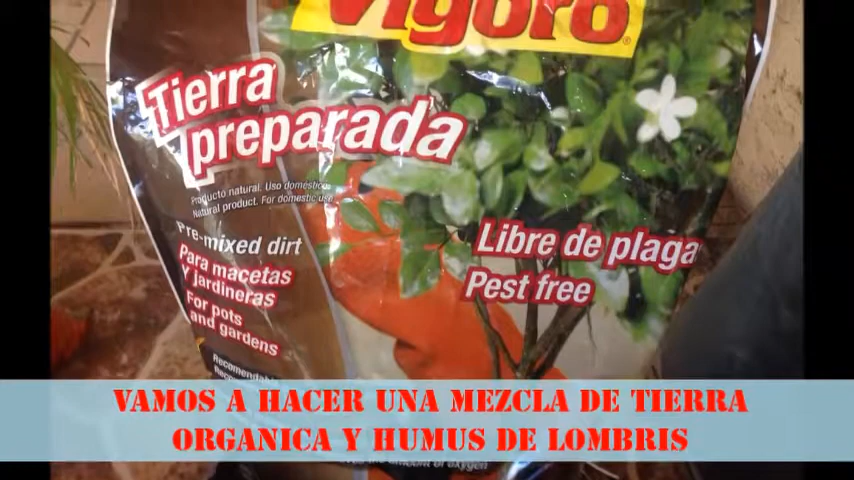 Vigoro
Tierra
preparada
Producto natural. Uso doméstico
Natural product. For domestic use
Pre-mixed dirt
Para macetas
Y jardineras
For pots
and gardens
Libre de plaga
Pest free
VAMOS A HACER UNA MEZCLA DE TIERRA
ORGANICA Y HUMUS DE LOMBRIS